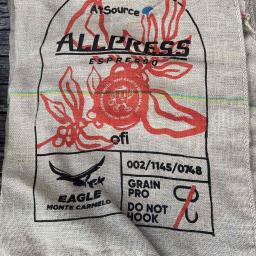 AtSource
ALLPRESS
ESPRESSO
ofi
002/1145/0748
EAGLE
MONTE CARMELO
GRAIN
PRO
DO NOT
HOOK